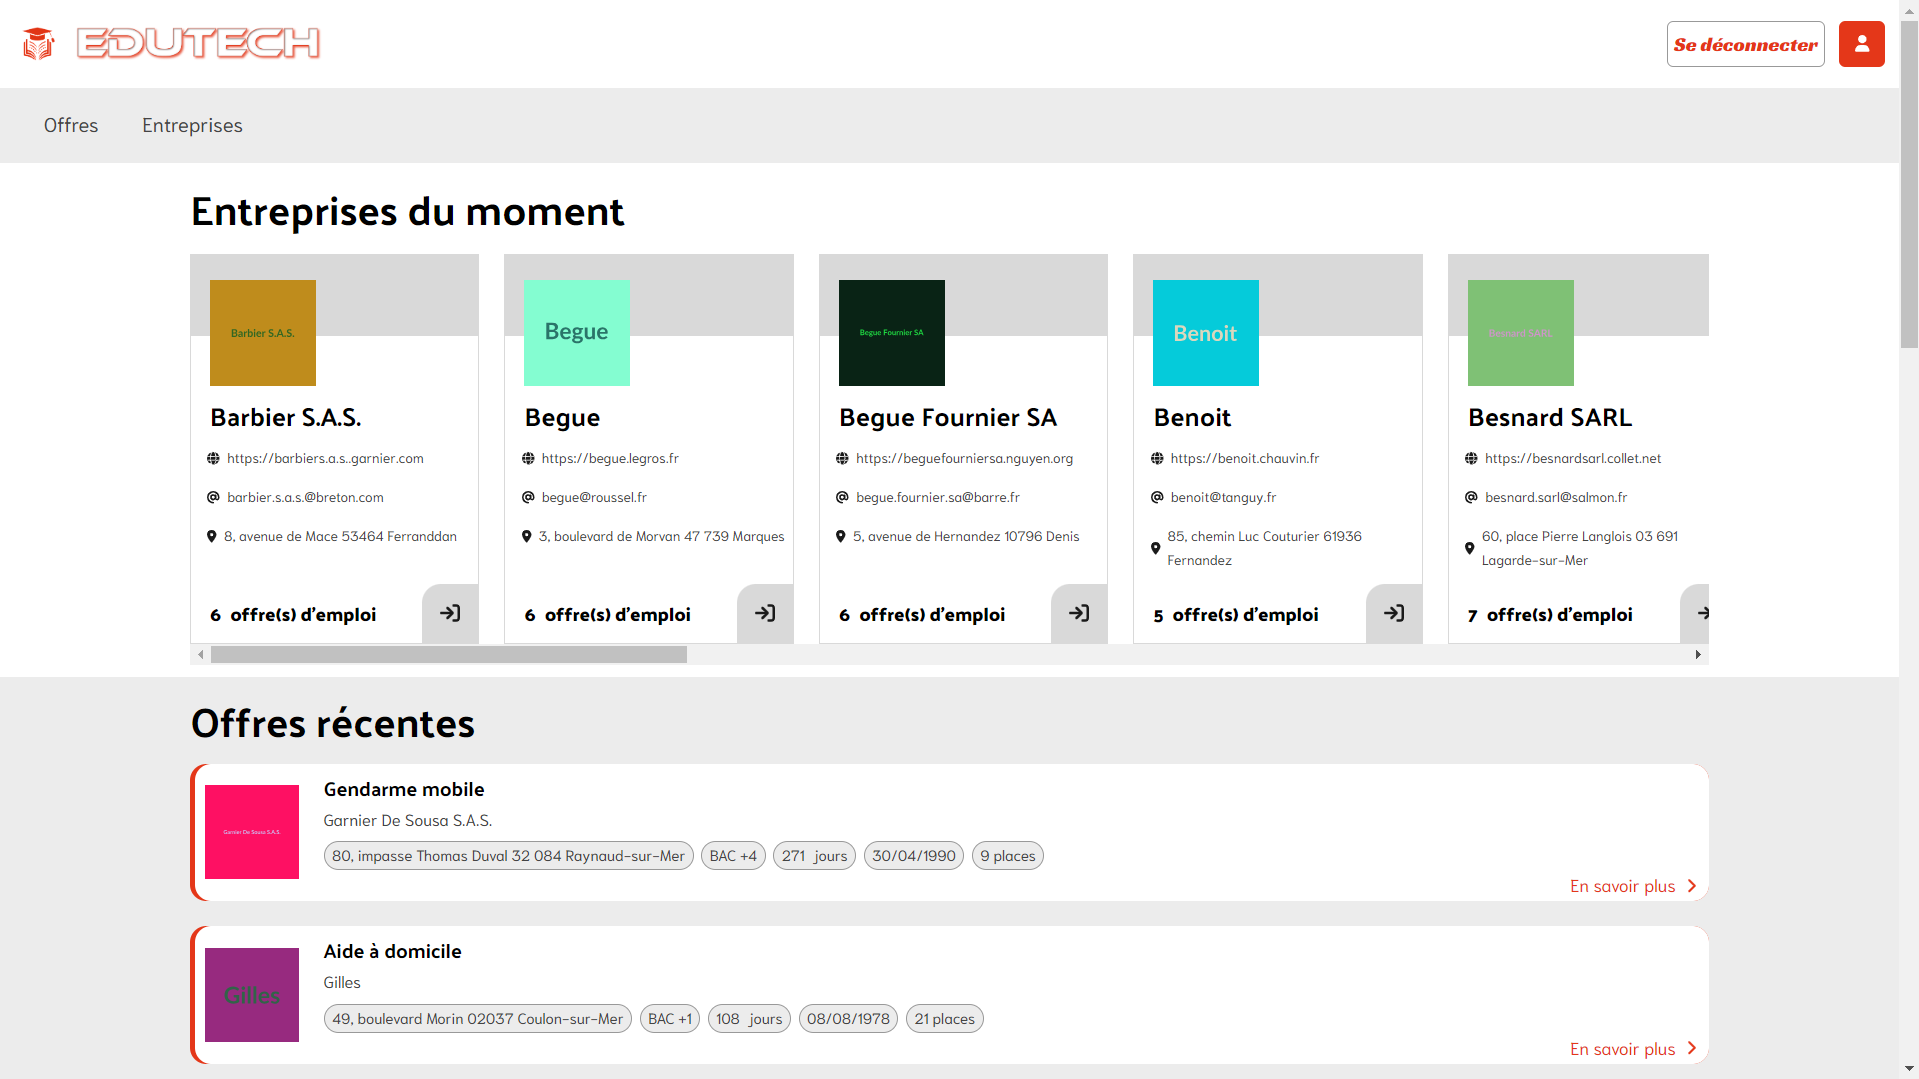 EDUTECH
Se déconnecter
Offres
Entreprises
Entreprises du moment
Barbier S.A.S.
Barbier S.A.S.
https://barbiers.a.s..garnier.com
barbier.s.a.s.@breton.com
8, avenue de Mace 53464 Ferranddan
6 offre(s) d'emploi
Begue
Begue
https://begue.legros.fr
begue@roussel.fr
3, boulevard de Morvan 47 739 Marques
6 offre(s) d'emploi
Begue Fournier SA
Begue Fournier SA
https://beguefourniersa.nguyen.org
begue.fournier.sa@barre.fr
5, avenue de Hernandez 10796 Denis
6 offre(s) d'emploi
Benoit
Benoit
https://benoit.chauvin.fr
benoit@tanguy.fr
85, chemin Luc Couturier 61936
Fernandez
5 offre(s) d'emploi
Besnard SARL
Besnard SARL
https://besnardsarl.collet.net
besnard.sarl@salmon.fr
60, place Pierre Langlois 03 691
Lagarde-sur-Mer
7 offre(s) d'emploi
Offres récentes
Garnier De Sousa S.A.S.
Gendarme mobile
Garnier De Sousa S.A.S.
80, impasse Thomas Duval 32 084 Raynaud-sur-Mer BAC +4 271 jours 30/04/1990 9 places
En savoir plus
Gilles
Aide à domicile
Gilles
49, boulevard Morin 02037 Coulon-sur-Mer BAC +1 108 jours 08/08/1978 21 places
En savoir plus